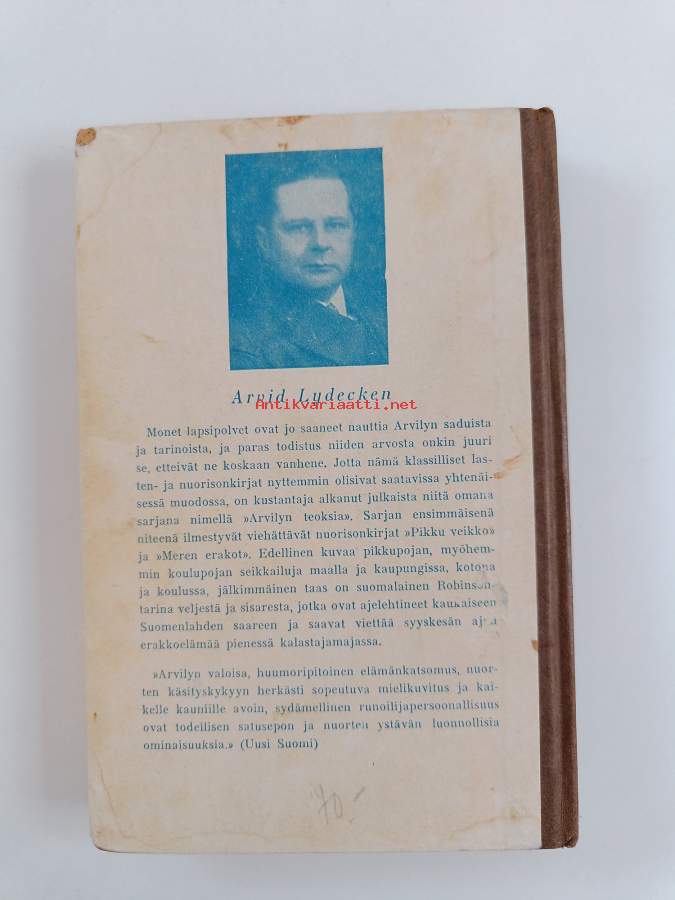 Arvid Lydecken
Antikvariaatti.net
Monet lapsipolvet ovat jo saaneet nauttia Arvilyn saduista
ja tarinoista, ja paras todistus niiden arvosta onkin juuri
se, etteivät ne koskaan vanhene. Jotta nämä klassilliset las-
ten- ja nuorisonkirjat nyttemmin olisivat saatavissa yhtenäi-
sessä muodossa, on kustantaja alkanut julkaista niitä omana
sarjana nimellä »Arvilyn teoksia». Sarjan ensimmäisenä
niteenä ilmestyvät viehättävät nuorisonkirjat »Pikku veikko»
ja »Meren erakot». Edellinen kuvaa pikkupojan, myöhem-
min koulupojan seikkailuja maalla ja kaupungissa, kotona
ja koulussa, jälkimmäinen taas on suomalainen Robinson-
tarina veljestä ja sisaresta, jotka ovat ajelehtineet kaukaiseen
Suomenlahden saareen ja saavat viettää syyskesän ajan
erakkoelämää pienessä kalastajamajassa.
»Arvilyn valoisa, huumoripitoinen elämänkatsomus, nuor-
ten käsityskykyyn herkästi sopeutuva mielikuvitus ja kai-
kelle kauniille avoin, sydämellinen runoilijapersoonallisuus
ovat todellisen satusepon ja nuorten ystävän luonnollisia
ominaisuuksia.» (Uusi Suomi)
70:-